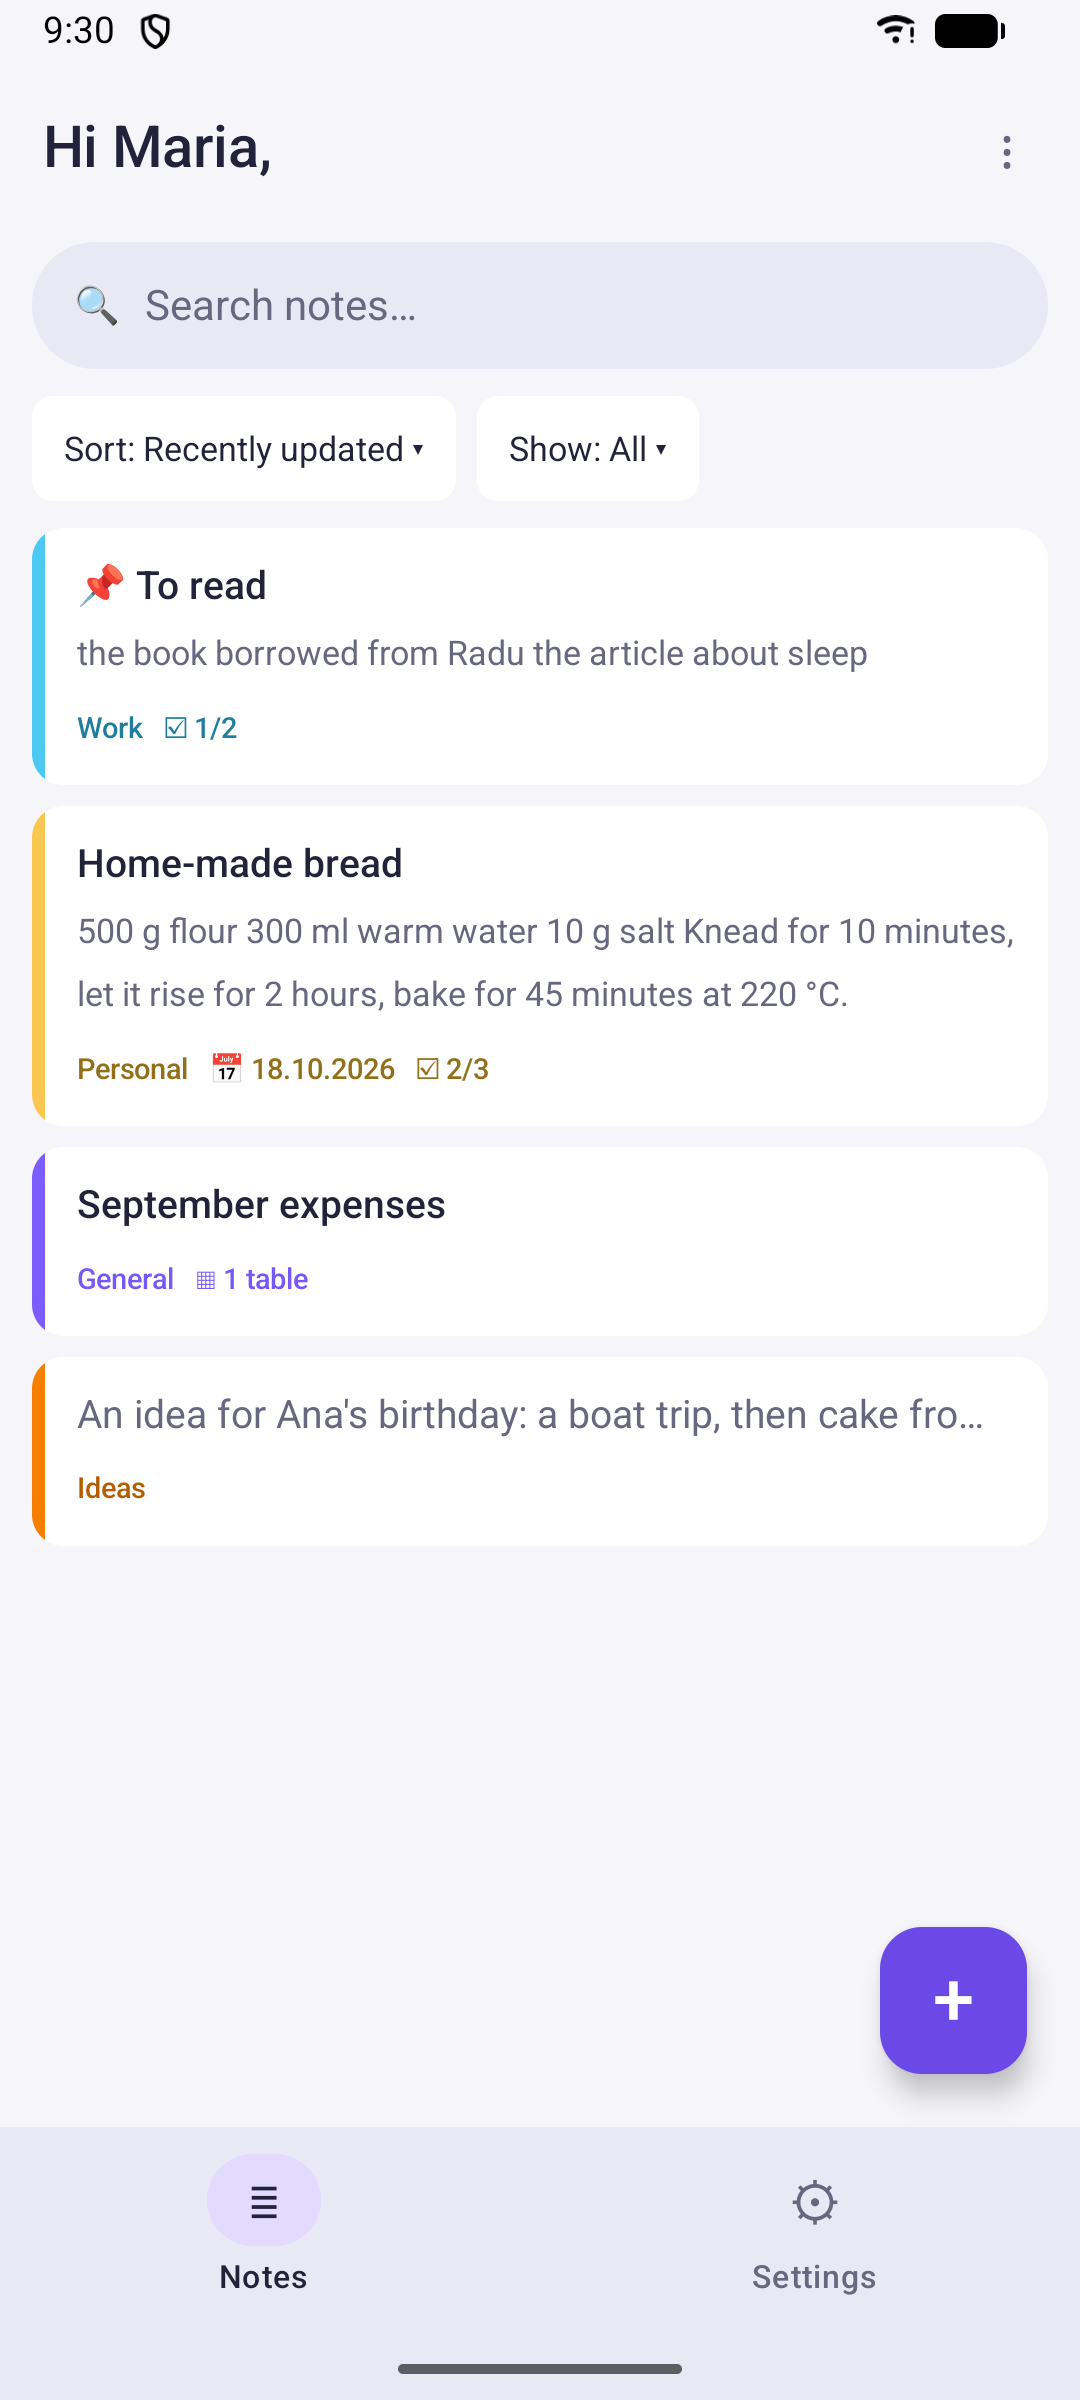 9:30
Hi Maria,
🔍 Search notes…
Sort: Recently updated ▾
Show: All ▾
📌 To read
the book borrowed from Radu the article about sleep
Work ☑ 1/2
Home-made bread
500 g flour 300 ml warm water 10 g salt Knead for 10 minutes,
let it rise for 2 hours, bake for 45 minutes at 220 °C.
Personal 📅 18.10.2026 ☑ 2/3
September expenses
General ▦ 1 table
An idea for Ana's birthday: a boat trip, then cake fro…
Ideas
+
Notes
Settings